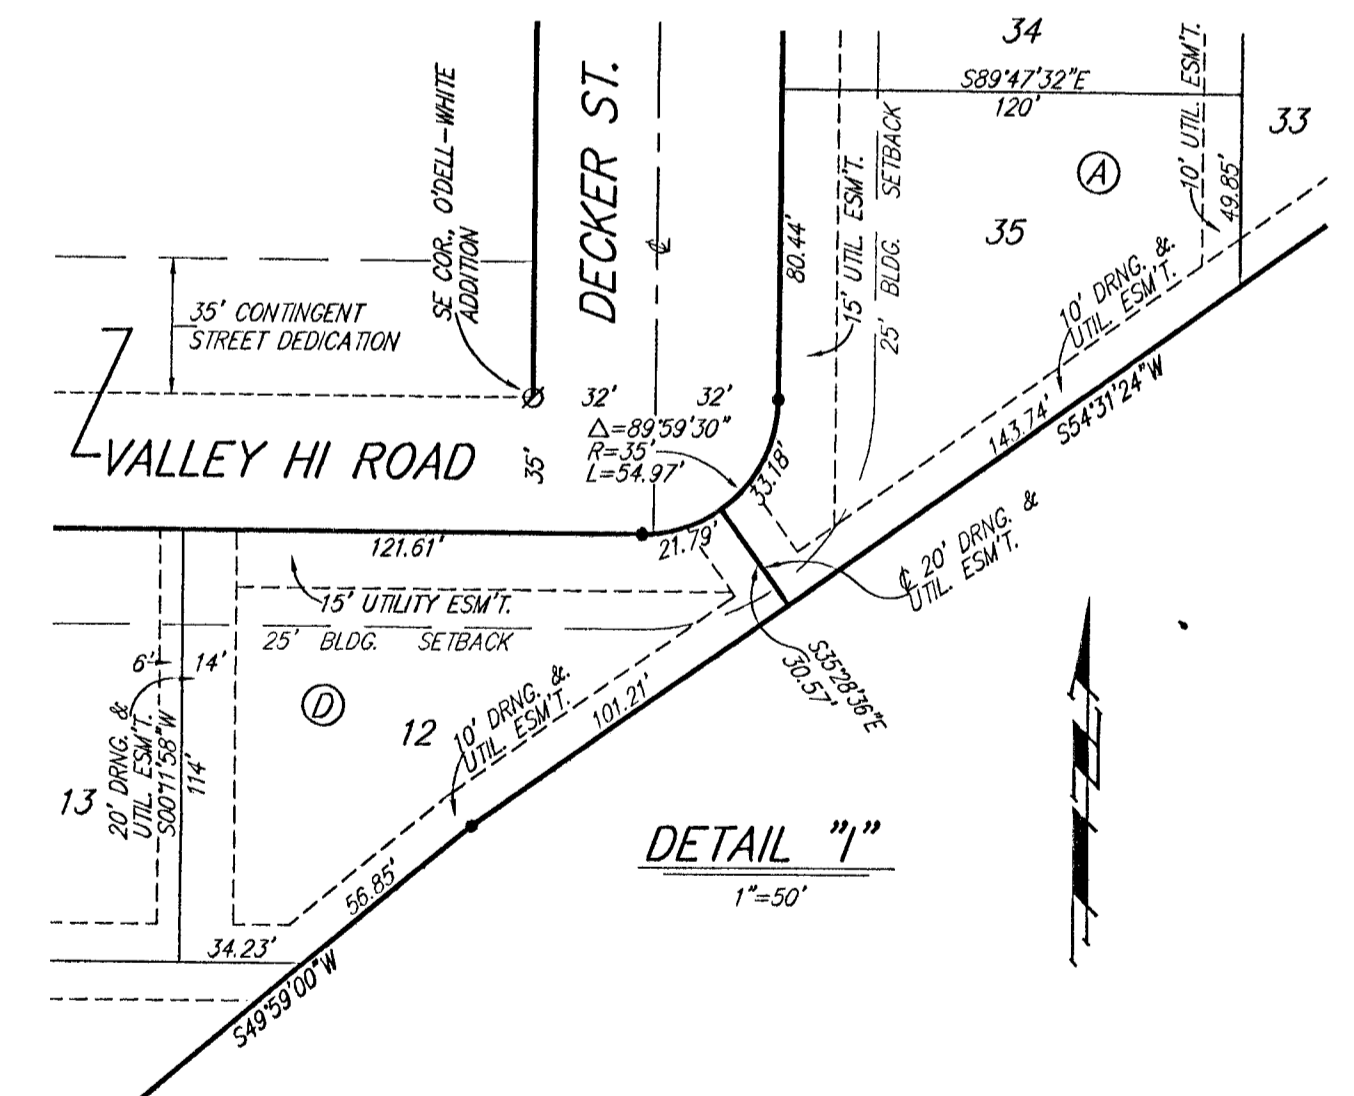 34
S89°47'32"E
120'
10' UTIL. ESM'T.
33
SE COR., O'DELL-WHITE
ADDITION
DECKER ST.
℄
80.44'
15' UTIL. ESM'T.
25' BLDG. SETBACK
A
35
49.85'
10' DRNG. &
UTIL. ESM'T.
35' CONTINGENT
STREET DEDICATION
32'
32'
Δ=89°59'30"
R=35'
L=54.97'
VALLEY HI ROAD
35'
33.18'
143.74'
S54°31'24"W
121.61'
21.79'
℄ 20' DRNG. &
UTIL. ESM'T.
15' UTILITY ESM'T.
25' BLDG. SETBACK
6'
14'
S35°28'36"E
30.57'
D
12
10' DRNG. &
UTIL. ESM'T.
101.21'
13
20' DRNG. &
UTIL. ESM'T.
S00°11'58"W
114'
DETAIL "1"
1"=50'
56.85'
34.23'
S49°59'00"W